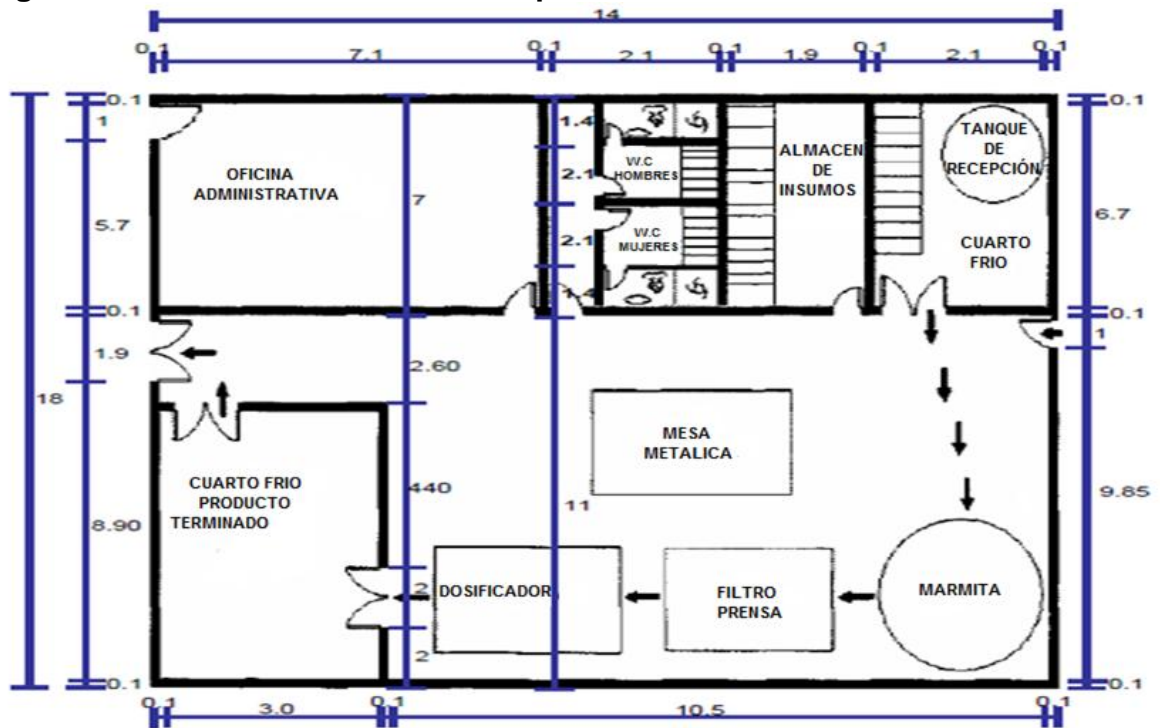 14
0.1 7.1 0.1 2.1 0.1 1.9 0.1 2.1 0.1
0.1
1
5.7
0.1
1.9
18
8.90
0.1
OFICINA
ADMINISTRATIVA
7
2.60
440
2
2
1.4
2.1
2.1
1.4
11
W.C
HOMBRES
W.C
MUJERES
ALMACEN
DE
INSUMOS
TANQUE
DE
RECEPCIÓN
CUARTO
FRIO
0.1
6.7
0.1
1
9.85
0.1
MESA
METALICA
CUARTO FRIO
PRODUCTO
TERMINADO
DOSIFICADOR
FILTRO
PRENSA
MARMITA
0.1 3.0 0.1 10.5 0.1